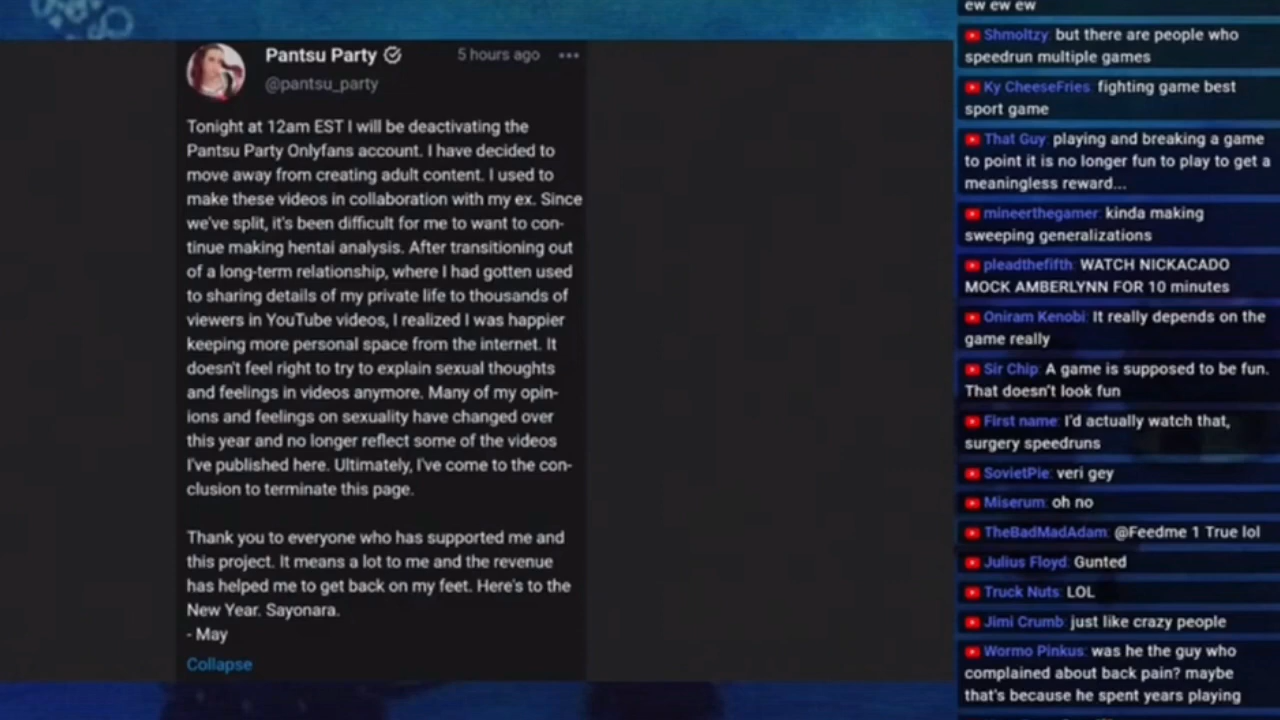 Pantsu Party
5 hours ago
@pantsu_party
Tonight at 12am EST I will be deactivating the
Pantsu Party Onlyfans account. I have decided to
move away from creating adult content. I used to
make these videos in collaboration with my ex. Since
we've split, it's been difficult for me to want to con-
tinue making hentai analysis. After transitioning out
of a long-term relationship, where I had gotten used
to sharing details of my private life to thousands of
viewers in YouTube videos, I realized I was happier
keeping more personal space from the internet. It
doesn't feel right to try to explain sexual thoughts
and feelings in videos anymore. Many of my opin-
ions and feelings on sexuality have changed over
this year and no longer reflect some of the videos
I've published here. Ultimately, I've come to the con-
clusion to terminate this page.
Thank you to everyone who has supported me and
this project. It means a lot to me and the revenue
has helped me to get back on my feet. Here's to the
New Year. Sayonara.
- May
Collapse
ew ew ew
Shmoltzy: but there are people who
speedrun multiple games
Ky CheeseFries: fighting game best
sport game
That Guy: playing and breaking a game
to point it is no longer fun to play to get a
meaningless reward...
mineerthegamer: kinda making
sweeping generalizations
pleadthefifth: WATCH NICKACADO
MOCK AMBERLYNN FOR 10 minutes
Oniram Kenobi: It really depends on the
game really
Sir Chip: A game is supposed to be fun.
That doesn't look fun
First name: I'd actually watch that,
surgery speedruns
SovietPie: veri gey
Miserum: oh no
TheBadMadAdam: @Feedme 1 True lol
Julius Floyd: Gunted
Truck Nuts: LOL
Jimi Crumb: just like crazy people
Wormo Pinkus: was he the guy who
complained about back pain? maybe
that's because he spent years playing